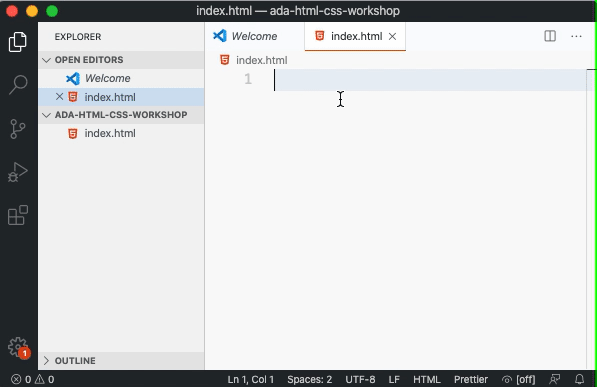 index.html — ada-html-css-workshop
EXPLORER
OPEN EDITORS
Welcome
index.html
ADA-HTML-CSS-WORKSHOP
index.html
OUTLINE
Welcome
index.html
index.html
1
1
0 0
Ln 1, Col 1 Spaces: 2 UTF-8 LF HTML Prettier [off]